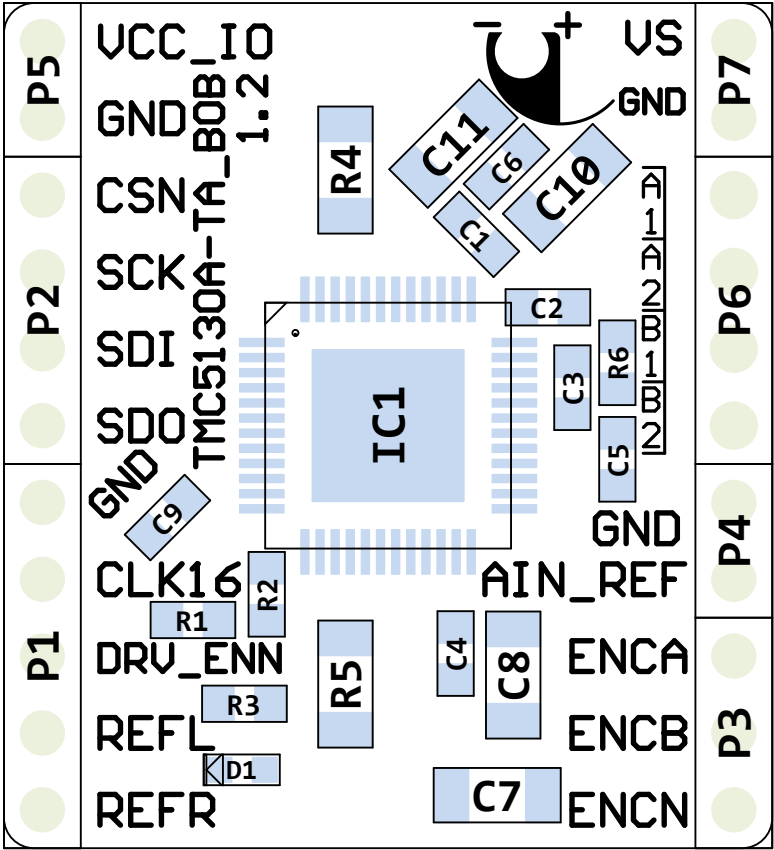 P5
VCC_IO
GND
TMC5130A-TA_BOB
1.2
- +
VS
GND
P7
P2
CSN
SCK
SDI
SDO
GND
R4
C11
C6
C10
C1
C2
C3
R6
C5
IC1
A1
A2
B1
B2
P6
C9
P1
CLK16
R1
R2
DRV_ENN
R3
REFL
D1
REFR
R5
C4
C8
C7
GND
AIN_REF
P4
ENCA
ENCB
ENCN
P3